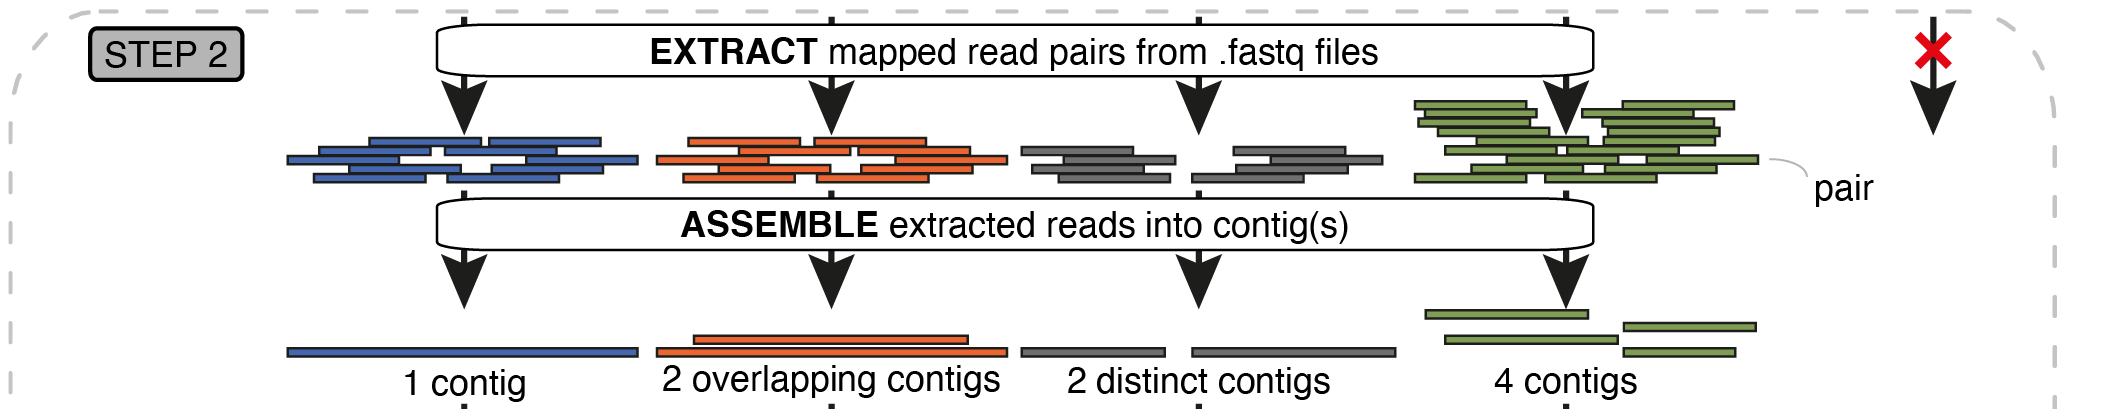 STEP 2
EXTRACT mapped read pairs from .fastq files
pair
ASSEMBLE extracted reads into contig(s)
1 contig
2 overlapping contigs
2 distinct contigs
4 contigs